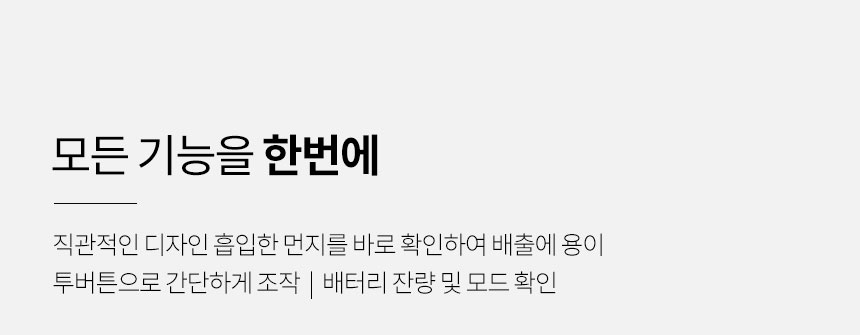 모든 기능을 한번에
직관적인 디자인 흡입한 먼지를 바로 확인하여 배출에 용이
투버튼으로 간단하게 조작 | 배터리 잔량 및 모드 확인